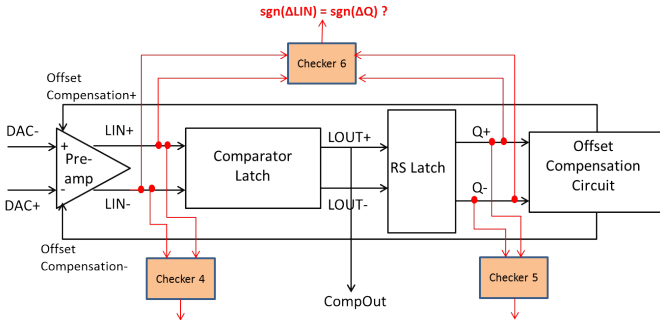 sgn(ΔLIN) = sgn(ΔQ) ?
Checker 6
Offset
Compensation+
DAC-
LIN+
LOUT+
Q+
+
Pre-
amp
-
Comparator
Latch
RS Latch
Offset
Compensation
Circuit
DAC+
LIN-
LOUT-
Q-
Offset
Compensation-
Checker 4
Checker 5
CompOut